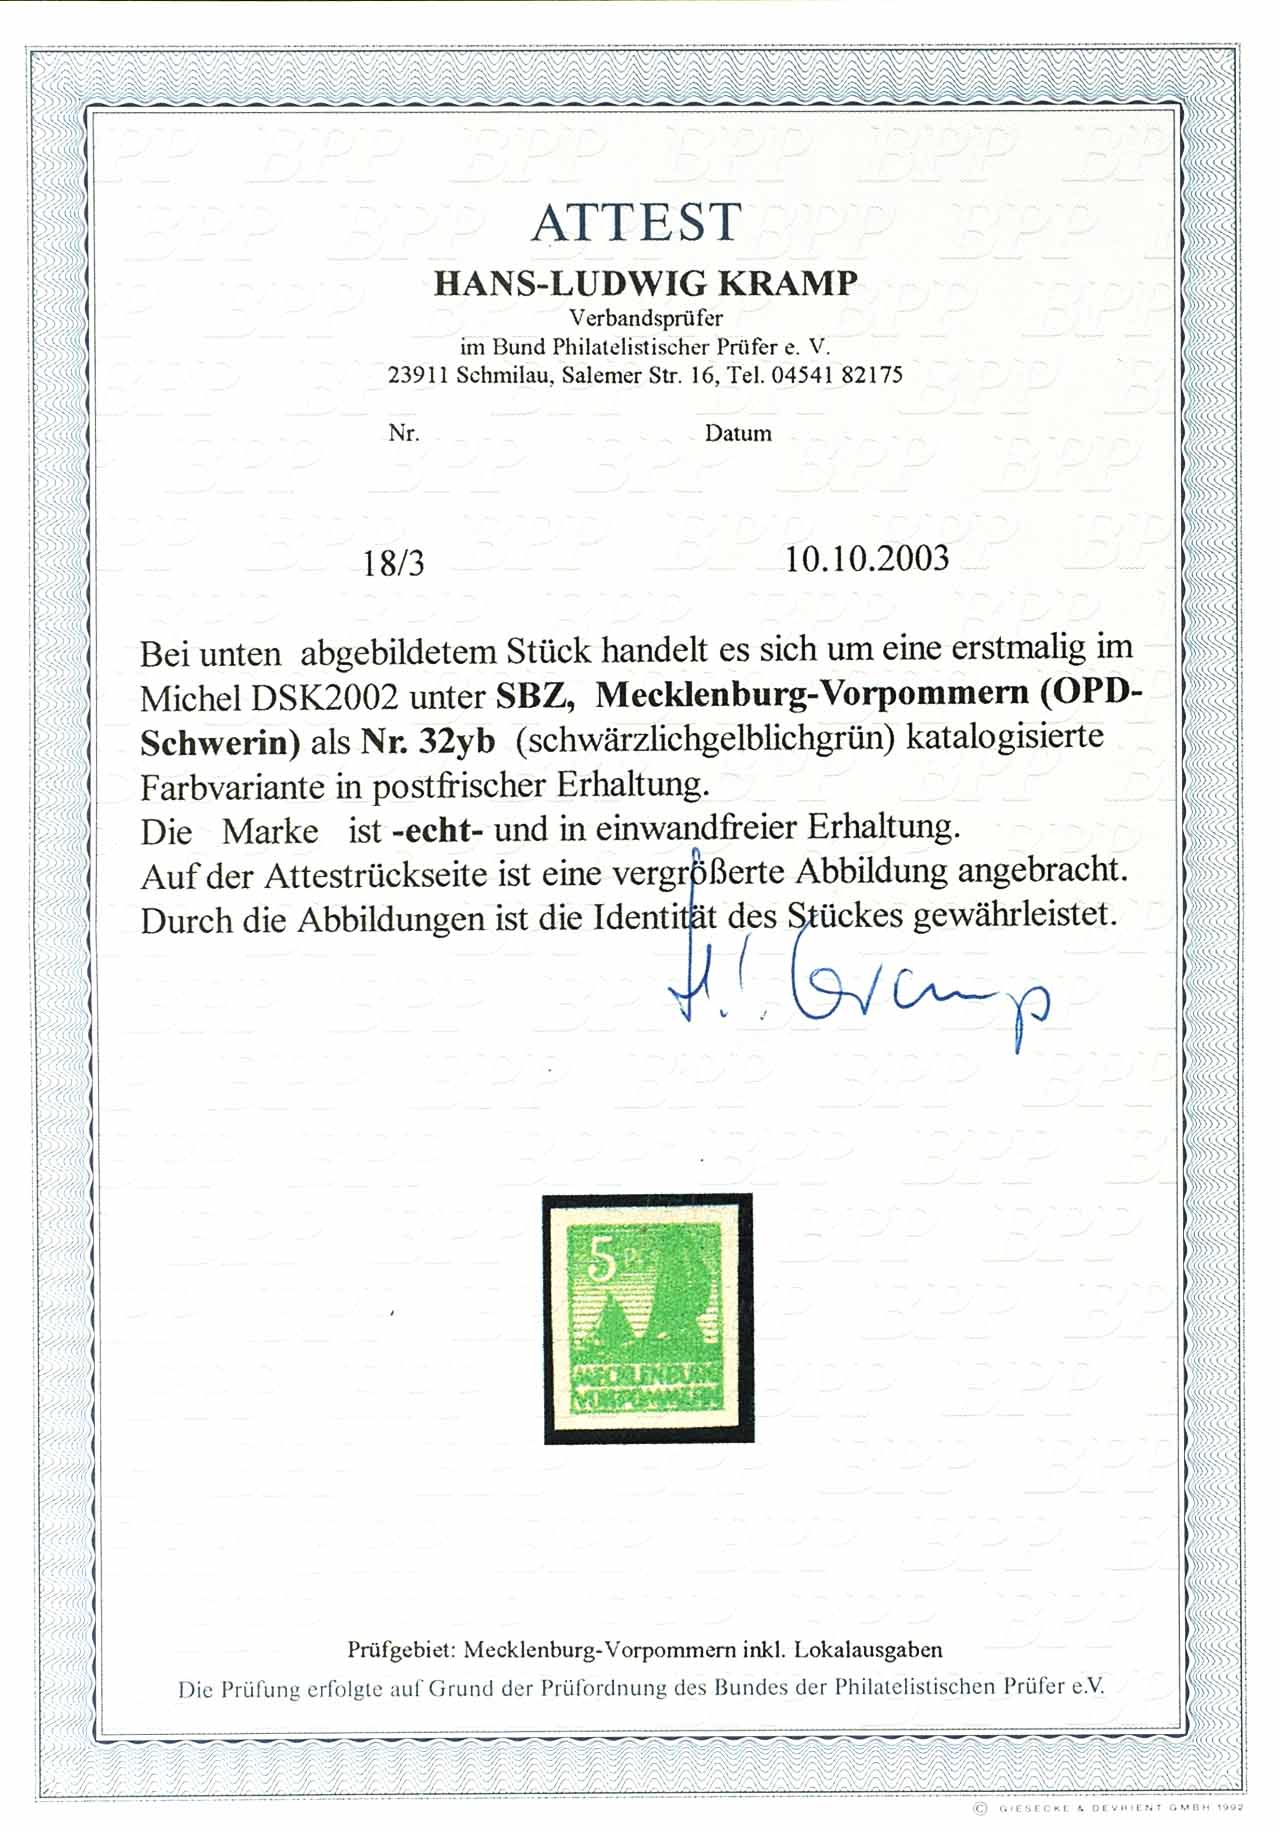 ATTEST
HANS-LUDWIG KRAMP
Verbandsprüfer
im Bund Philatelistischer Prüfer e. V.
23911 Schmilau, Salemer Str. 16, Tel. 04541 82175
Nr. Datum
18/3 10.10.2003
Bei unten abgebildetem Stück handelt es sich um eine erstmalig im
Michel DSK2002 unter SBZ, Mecklenburg-Vorpommern (OPD-
Schwerin) als Nr. 32yb (schwärzlichgelblichgrün) katalogisierte
Farbvariante in postfrischer Erhaltung.
Die Marke ist -echt- und in einwandfreier Erhaltung.
Auf der Attestrückseite ist eine vergrößerte Abbildung angebracht.
Durch die Abbildungen ist die Identität des Stückes gewährleistet.
H. L. Kramp
5 Pf
MECKLENBURG
VORPOMMERN
Prüfgebiet: Mecklenburg-Vorpommern inkl. Lokalausgaben
Die Prüfung erfolgte auf Grund der Prüfordnung des Bundes der Philatelistischen Prüfer e.V.
© GIESECKE & DEVRIENT GMBH 1992